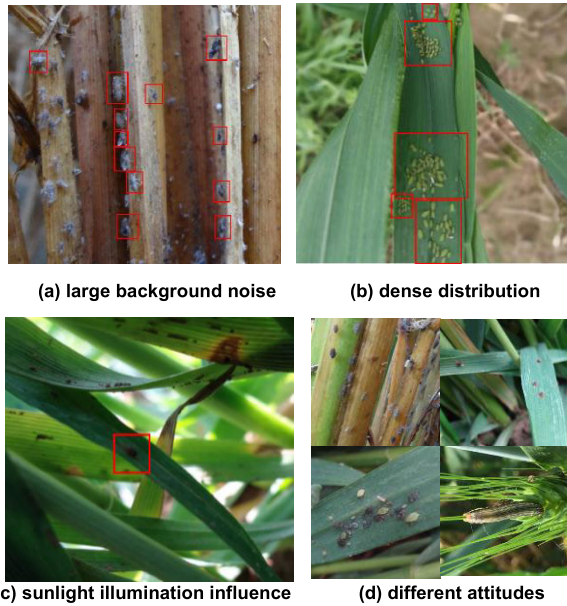 (a) large background noise
(b) dense distribution
c) sunlight illumination influence
(d) different attitudes